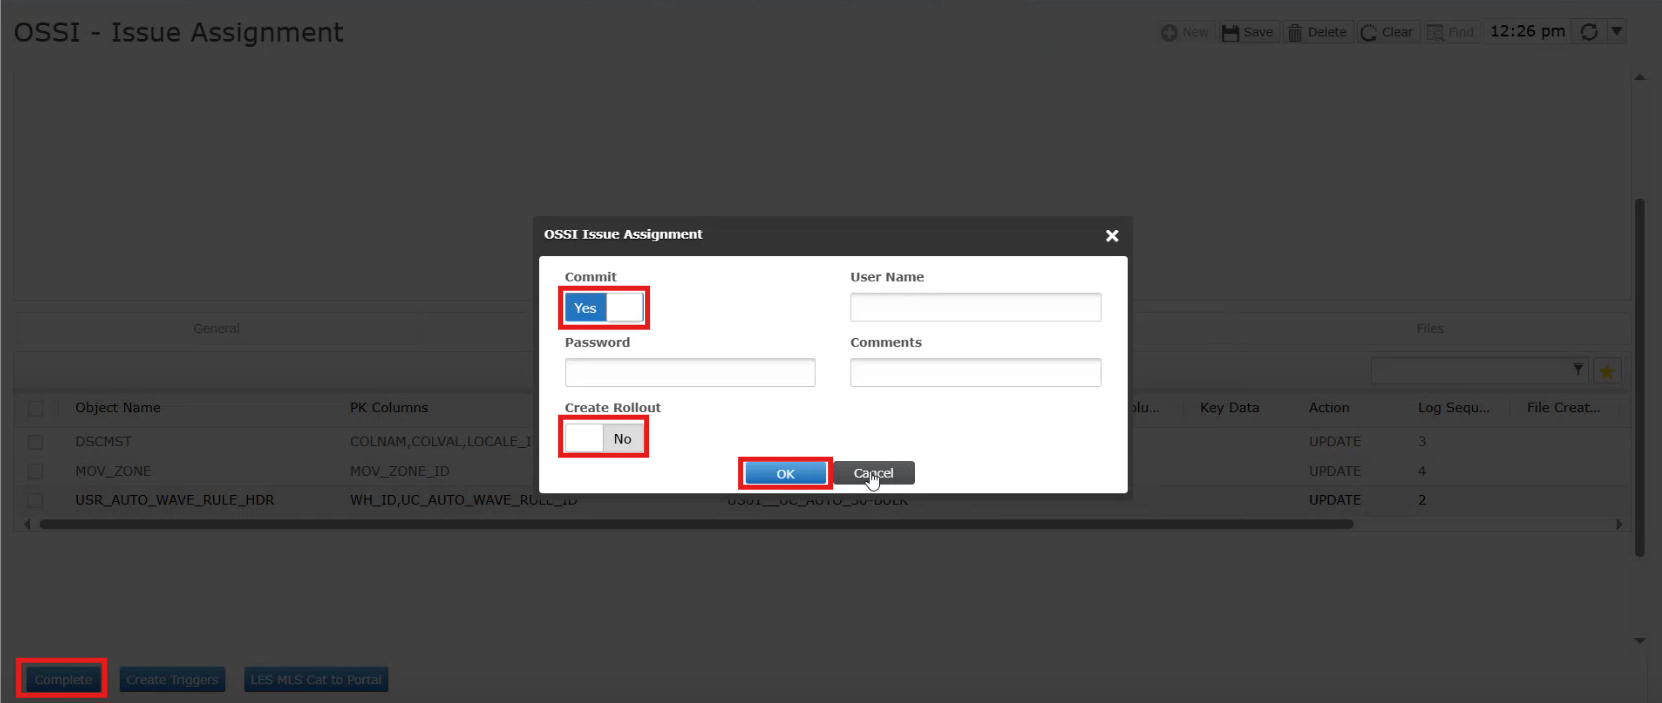 OSSI - Issue Assignment
New Save Delete Clear Find 12:26 pm
OSSI Issue Assignment
Commit User Name
Yes
Password Comments
Create Rollout
No
OK Cancel
General Files
Object Name PK Columns Key Data Action Log Sequ... File Creat...
DSCMST COLNAM,COLVAL,LOCALE_I UPDATE 3
MOV_ZONE MOV_ZONE_ID UPDATE 4
USR_AUTO_WAVE_RULE_HDR WH_ID,UC_AUTO_WAVE_RULE_ID UPDATE 2
Complete Create Triggers LES MLS Cat to Portal